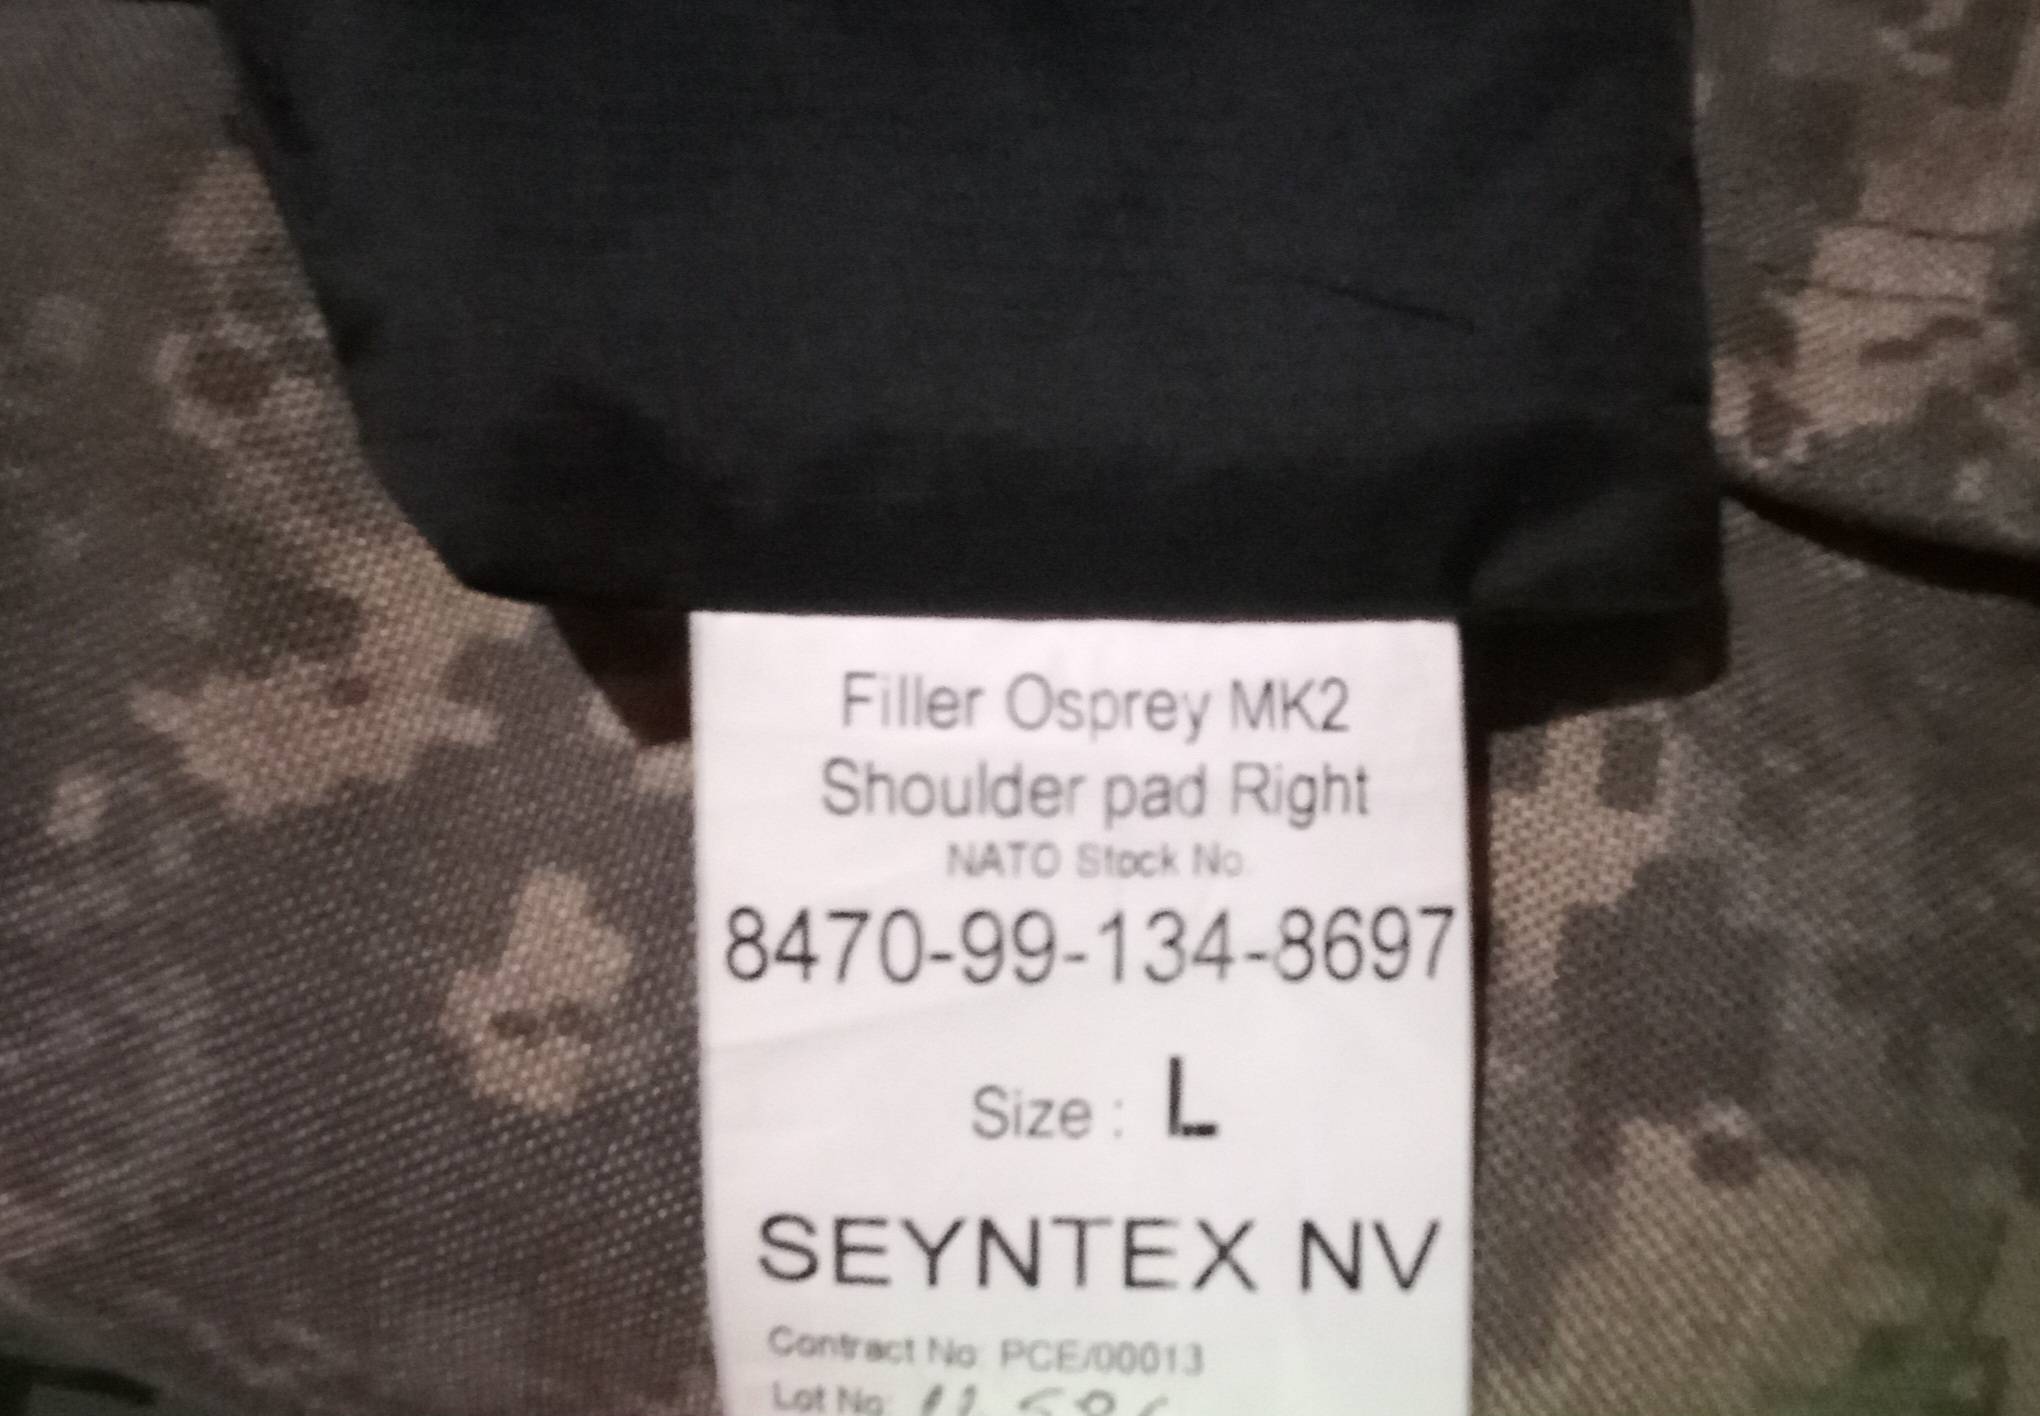 Filler Osprey MK2
Shoulder pad Right
NATO Stock No.
8470-99-134-8697
Size : L
SEYNTEX NV
Contract No: PCE/00013
Lot No: